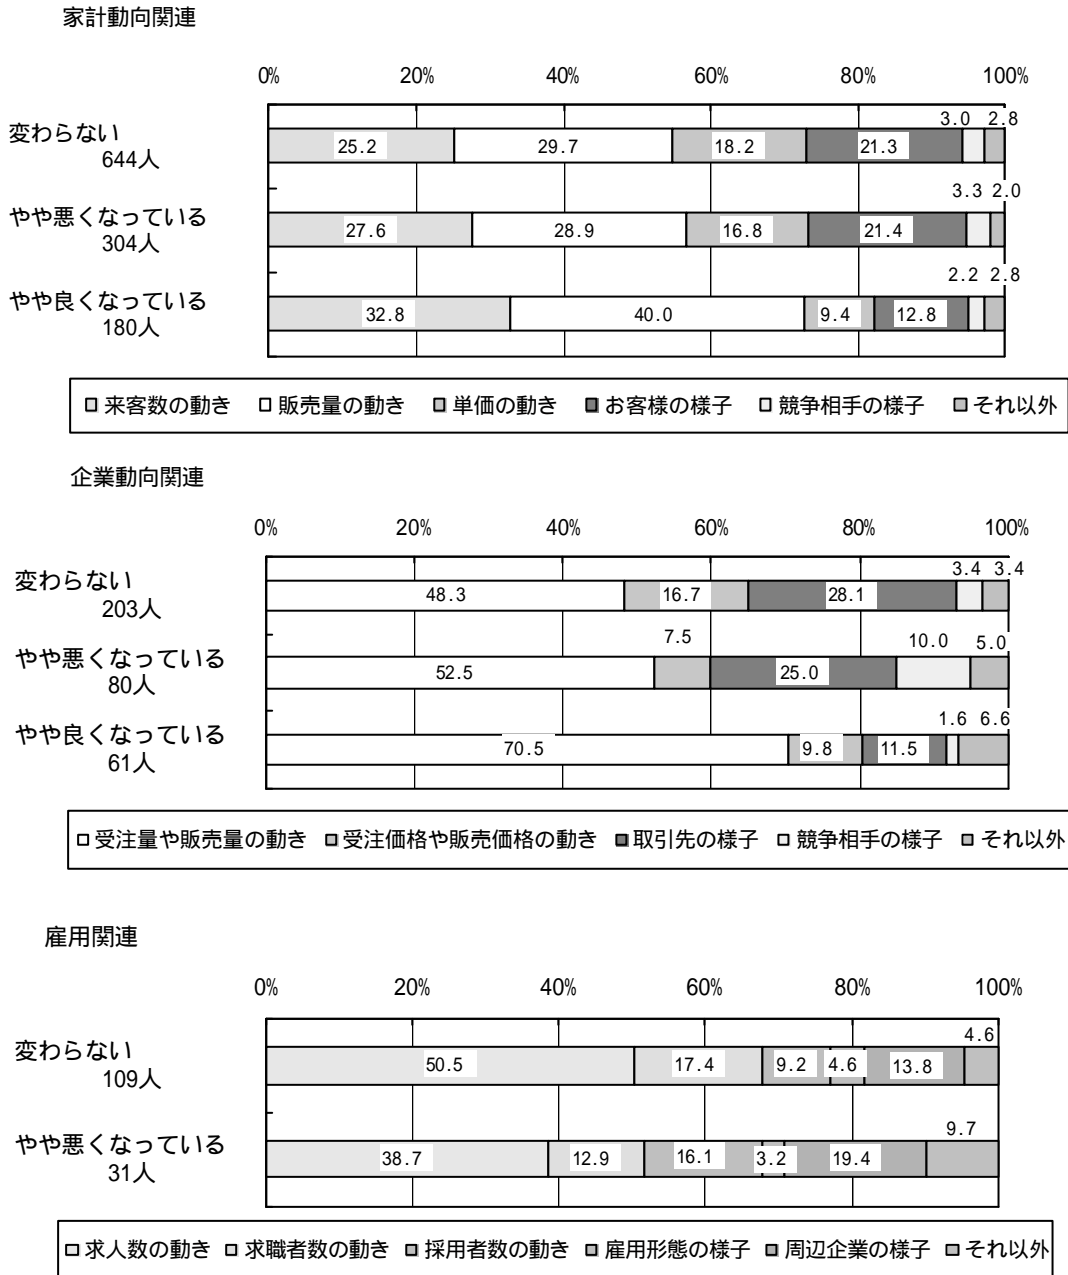 家計動向関連
0% 20% 40% 60% 80% 100%
3.0 2.8
変わらない
25.2 29.7 18.2 21.3
644人
3.3 2.0
やや悪くなっている
27.6 28.9 16.8 21.4
304人
2.2 2.8
やや良くなっている
32.8 40.0 9.4 12.8
180人
来客数の動き 販売量の動き 単価の動き お客様の様子 競争相手の様子 それ以外
企業動向関連
0% 20% 40% 60% 80% 100%
3.4 3.4
変わらない
48.3 16.7 28.1
203人
7.5 10.0 5.0
やや悪くなっている
52.5 25.0
80人
1.6 6.6
やや良くなっている
70.5 9.8 11.5
61人
受注量や販売量の動き 受注価格や販売価格の動き 取引先の様子 競争相手の様子 それ以外
雇用関連
0% 20% 40% 60% 80% 100%
4.6
変わらない
50.5 17.4 9.2 4.6 13.8
109人
9.7
やや悪くなっている
38.7 12.9 16.1 3.2 19.4
31人
求人数の動き 求職者数の動き 採用者数の動き 雇用形態の様子 周辺企業の様子 それ以外